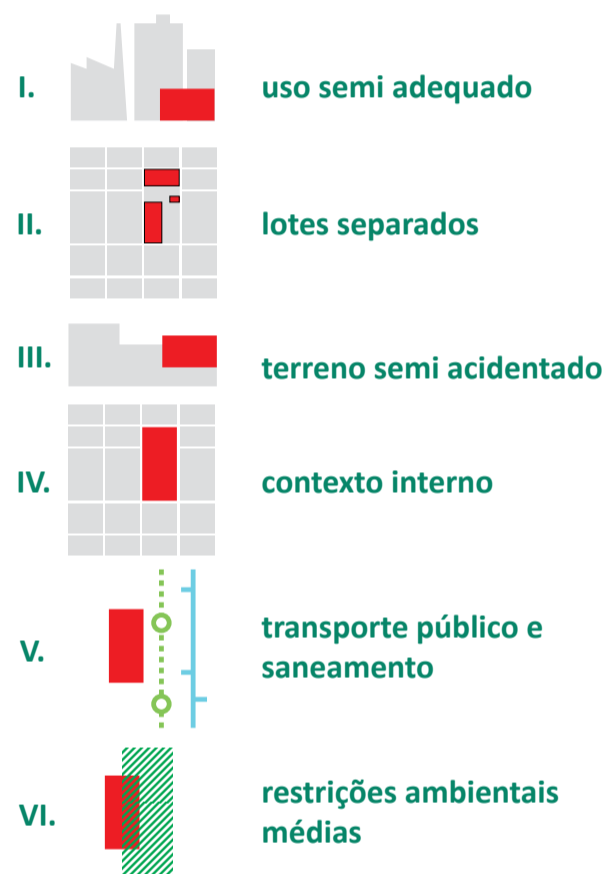 I. uso semi adequado
II. lotes separados
III. terreno semi acidentado
IV. contexto interno
V. transporte público e
saneamento
VI. restrições ambientais
médias